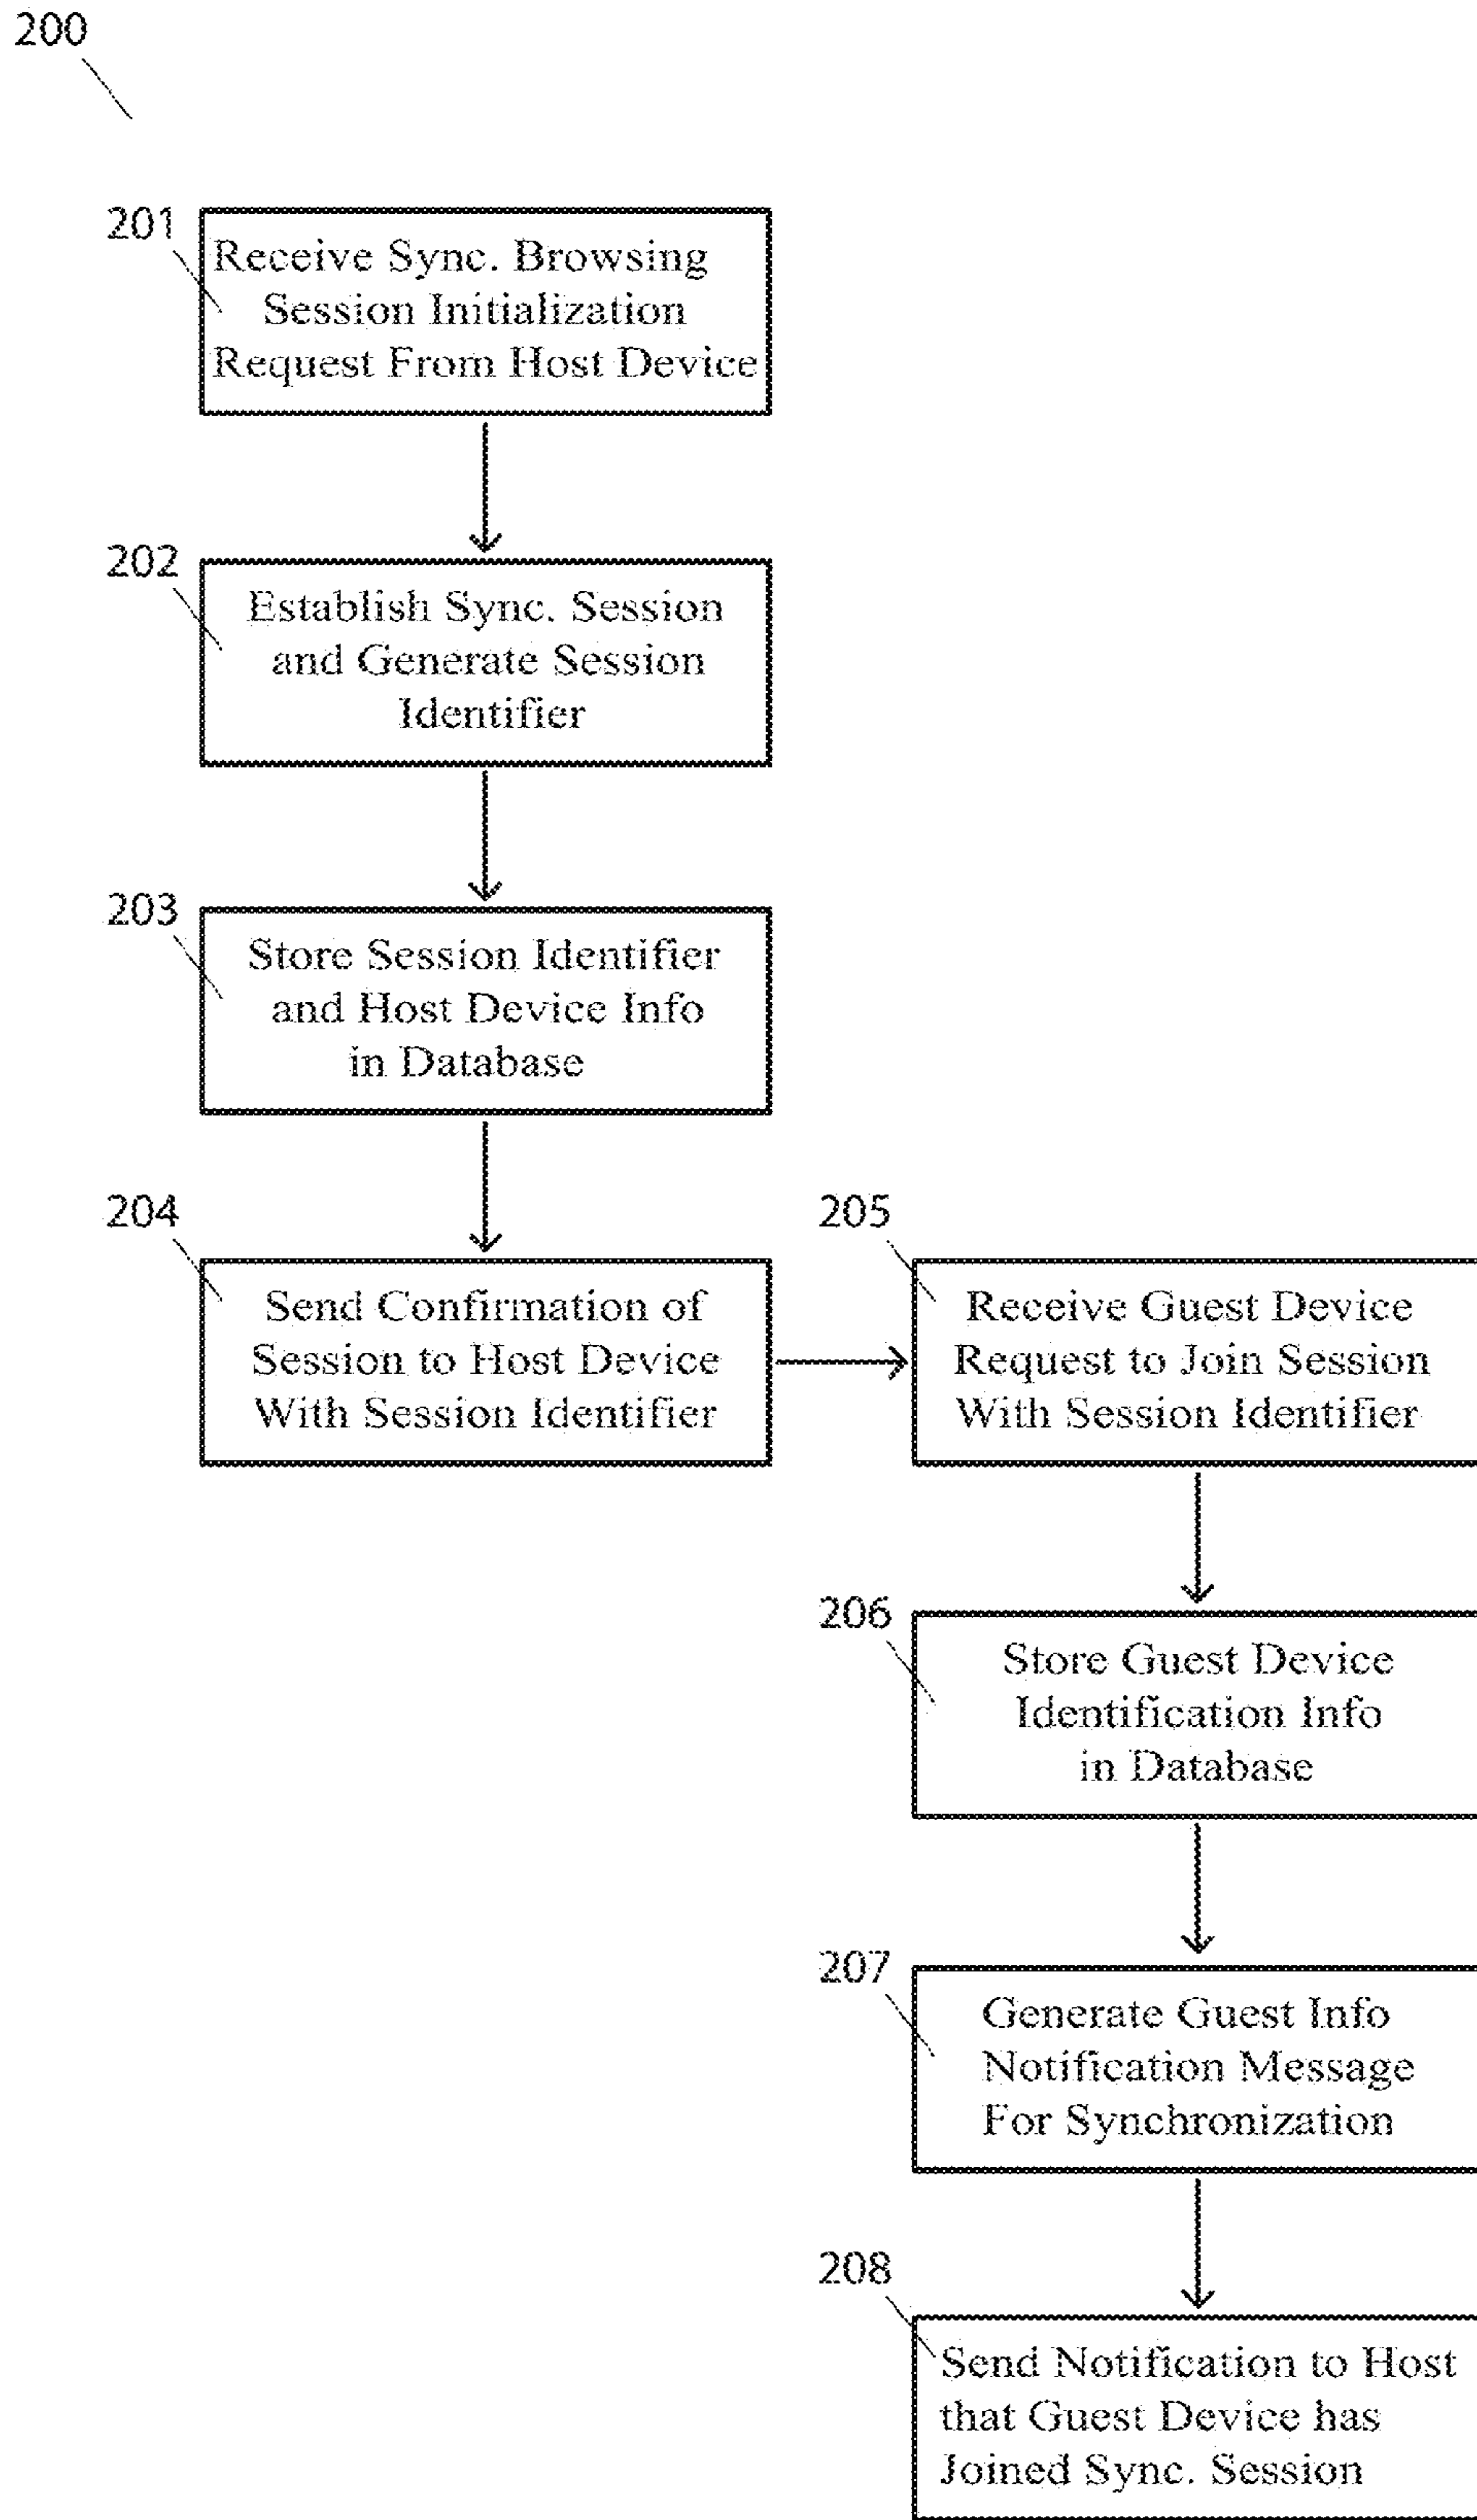 200
201
Receive Sync. Browsing
Session Initialization
Request From Host Device
202
Establish Sync. Session
and Generate Session
Identifier
203
Store Session Identifier
and Host Device Info
in Database
204
Send Confirmation of
Session to Host Device
With Session Identifier
205
Receive Guest Device
Request to Join Session
With Session Identifier
206
Store Guest Device
Identification Info
in Database
207
Generate Guest Info
Notification Message
For Synchronization
208
Send Notification to Host
that Guest Device has
Joined Sync. Session